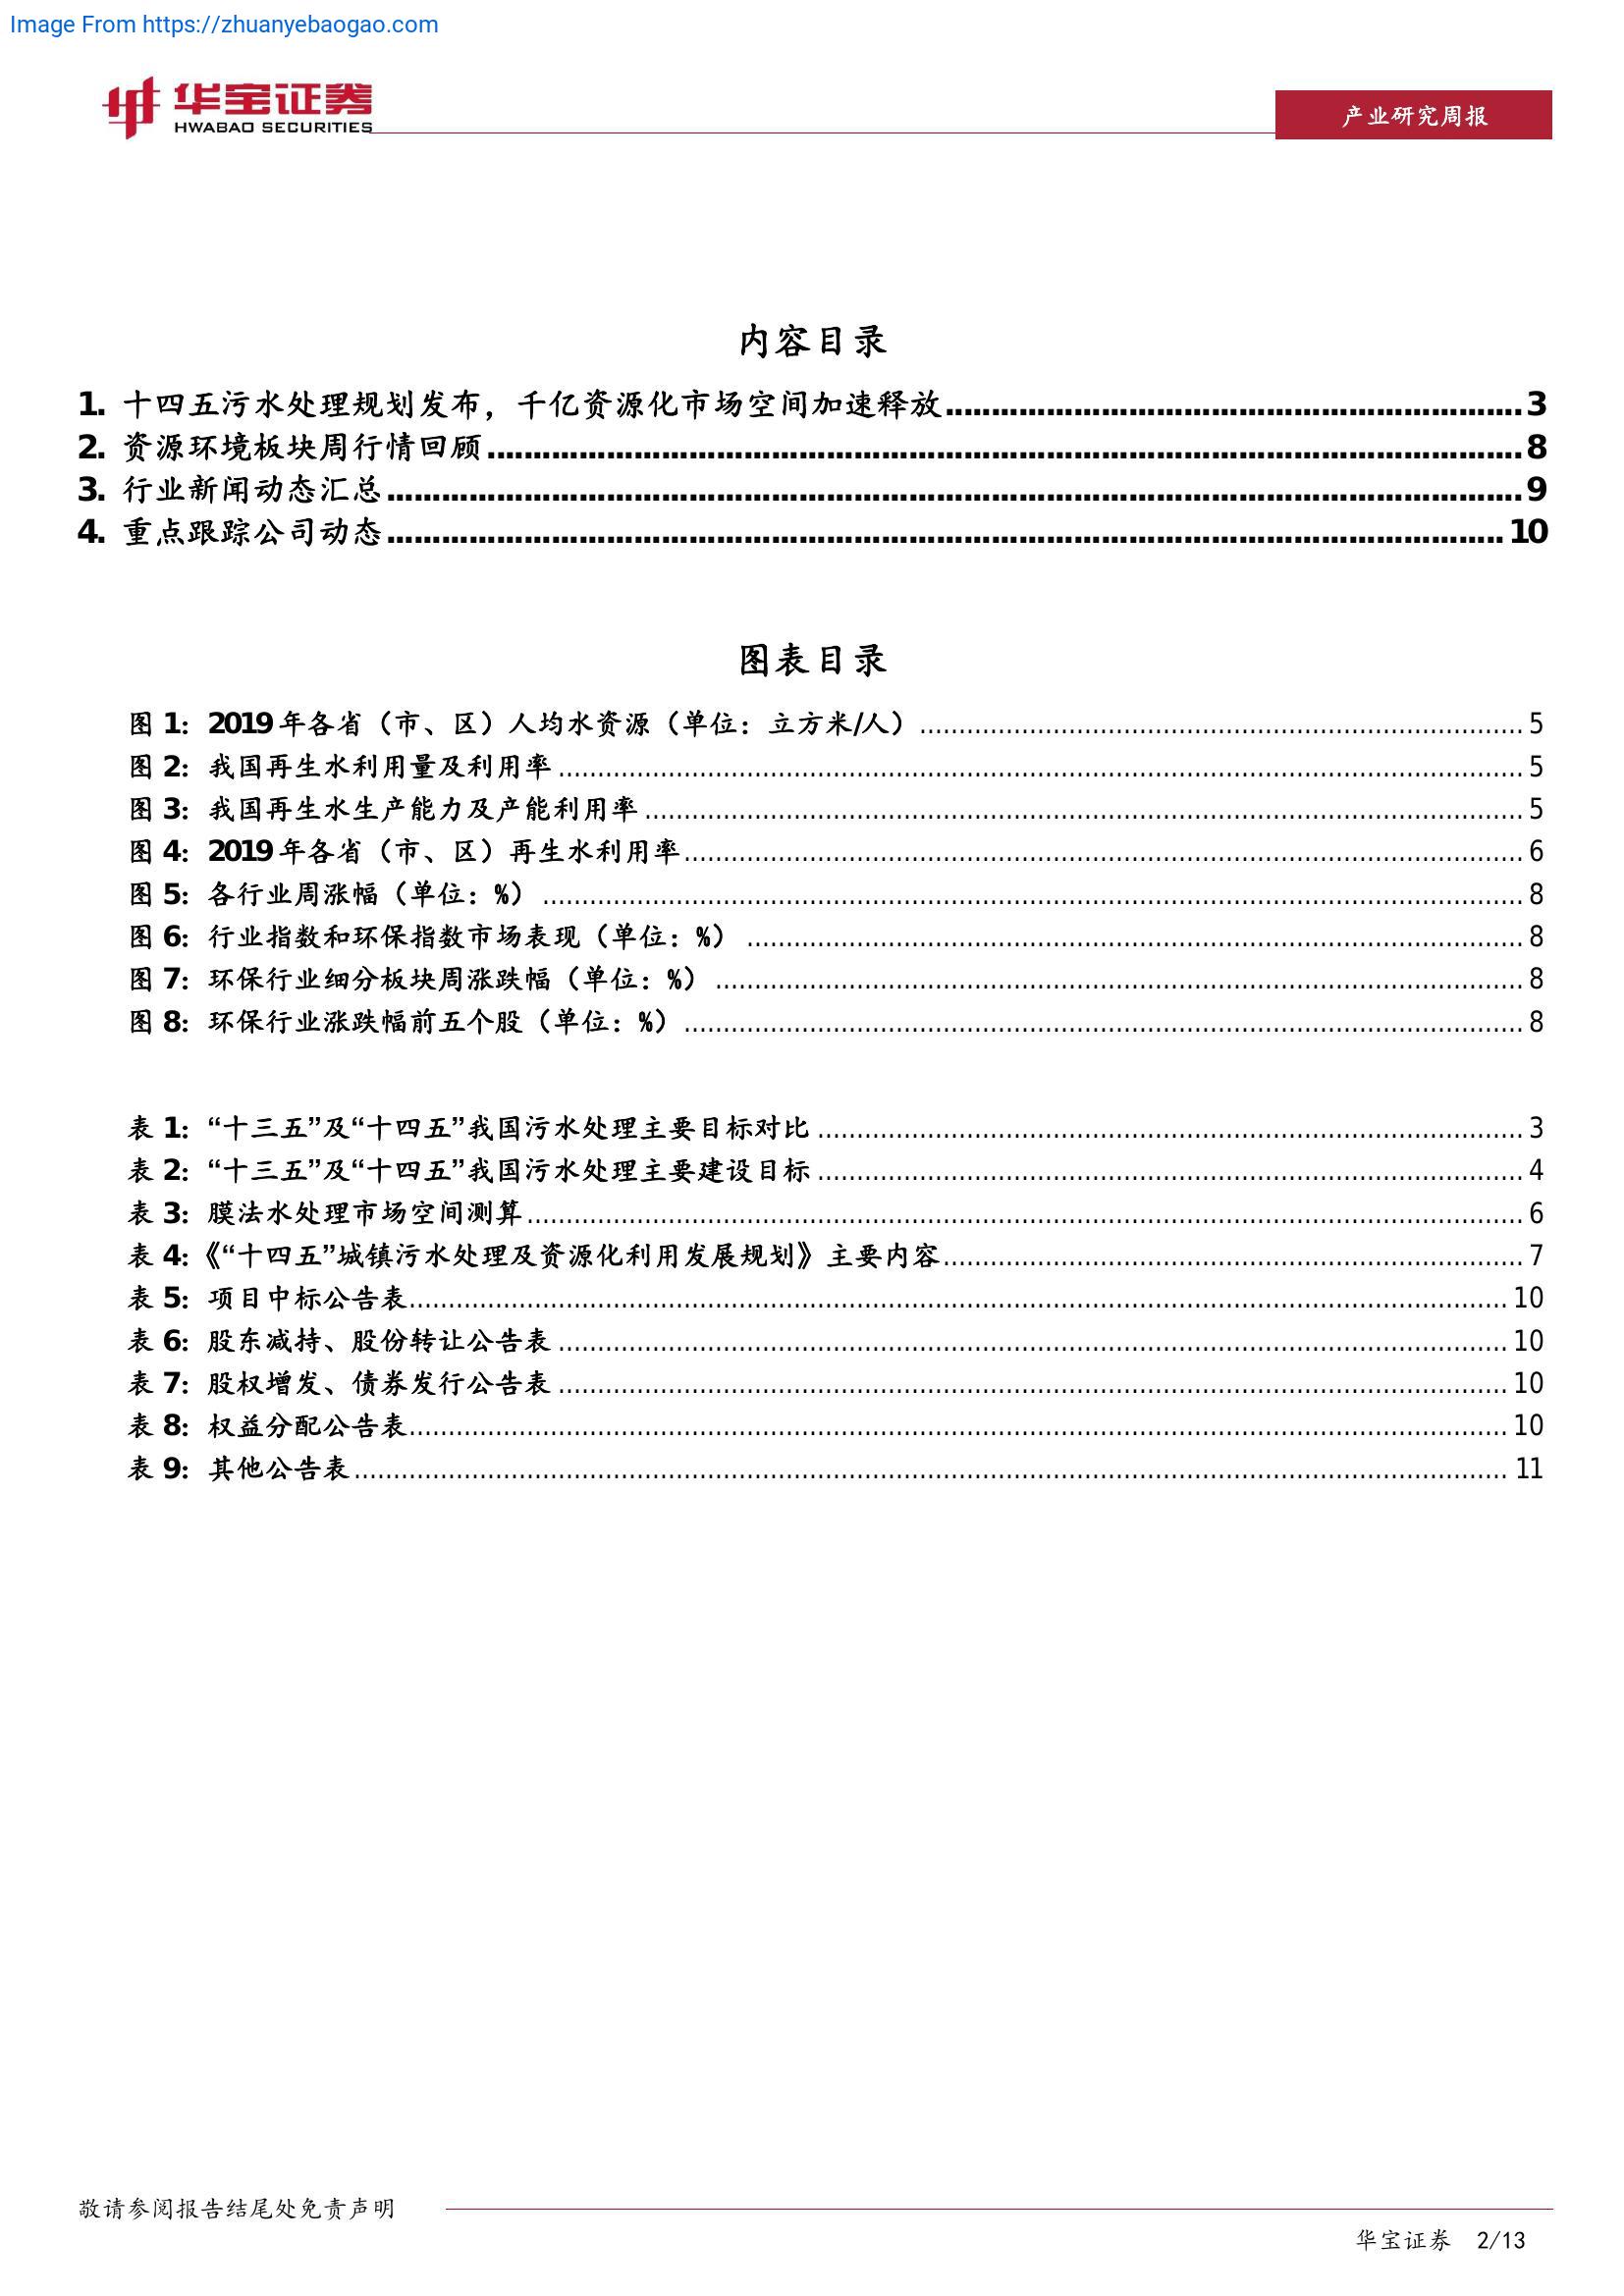 Image From https://zhuanyebaogao.com
华宝证券
HWABAO SECURITIES
产业研究周报
内容目录
1. 十四五污水处理规划发布，千亿资源化市场空间加速释放 3
2. 资源环境板块周行情回顾 8
3. 行业新闻动态汇总 9
4. 重点跟踪公司动态 10
图表目录
图 1：2019 年各省（市、区）人均水资源（单位：立方米/人） 5
图 2：我国再生水利用量及利用率 5
图 3：我国再生水生产能力及产能利用率 5
图 4：2019 年各省（市、区）再生水利用率 6
图 5：各行业周涨幅（单位：%） 8
图 6：行业指数和环保指数市场表现（单位：%） 8
图 7：环保行业细分板块周涨跌幅（单位：%） 8
图 8：环保行业涨跌幅前五个股（单位：%） 8
表 1：“十三五”及“十四五”我国污水处理主要目标对比 3
表 2：“十三五”及“十四五”我国污水处理主要建设目标 4
表 3：膜法水处理市场空间测算 6
表 4：《“十四五”城镇污水处理及资源化利用发展规划》主要内容 7
表 5：项目中标公告表 10
表 6：股东减持、股份转让公告表 10
表 7：股权增发、债券发行公告表 10
表 8：权益分配公告表 10
表 9：其他公告表 11
敬请参阅报告结尾处免责声明
华宝证券 2/13